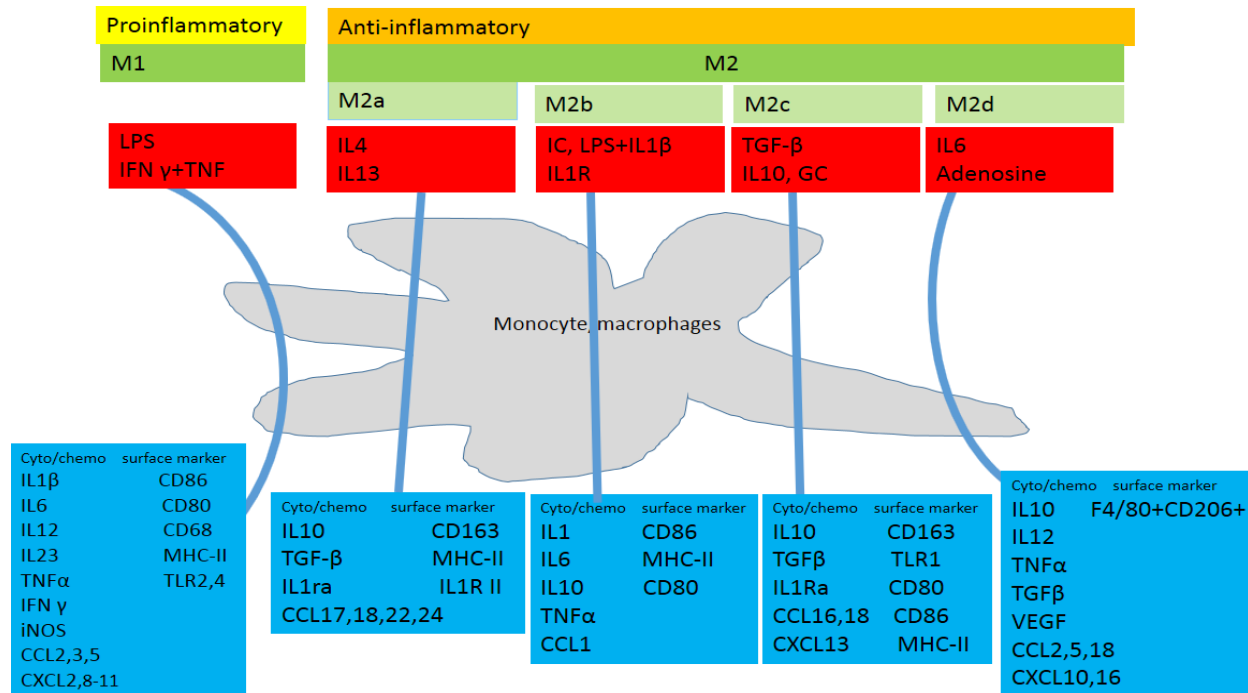 Proinflammatory
Anti-inflammatory
M1
M2
M2a
M2b
M2c
M2d
LPS
IFN γ+TNF
IL4
IL13
IC, LPS+IL1β
IL1R
TGF-β
IL10, GC
IL6
Adenosine
Monocyte/macrophages
Cyto/chemo surface marker
IL1β CD86
IL6 CD80
IL12 CD68
IL23 MHC-II
TNFα TLR2,4
IFN γ
iNOS
CCL2,3,5
CXCL2,8-11
Cyto/chemo surface marker
IL10 CD163
TGF-β MHC-II
IL1ra IL1R II
CCL17,18,22,24
Cyto/chemo surface marker
IL1 CD86
IL6 MHC-II
IL10 CD80
TNFα
CCL1
Cyto/chemo surface marker
IL10 CD163
TGFβ TLR1
IL1Ra CD80
CCL16,18 CD86
CXCL13 MHC-II
Cyto/chemo surface marker
IL10 F4/80+CD206+
IL12
TNFα
TGFβ
VEGF
CCL2,5,18
CXCL10,16